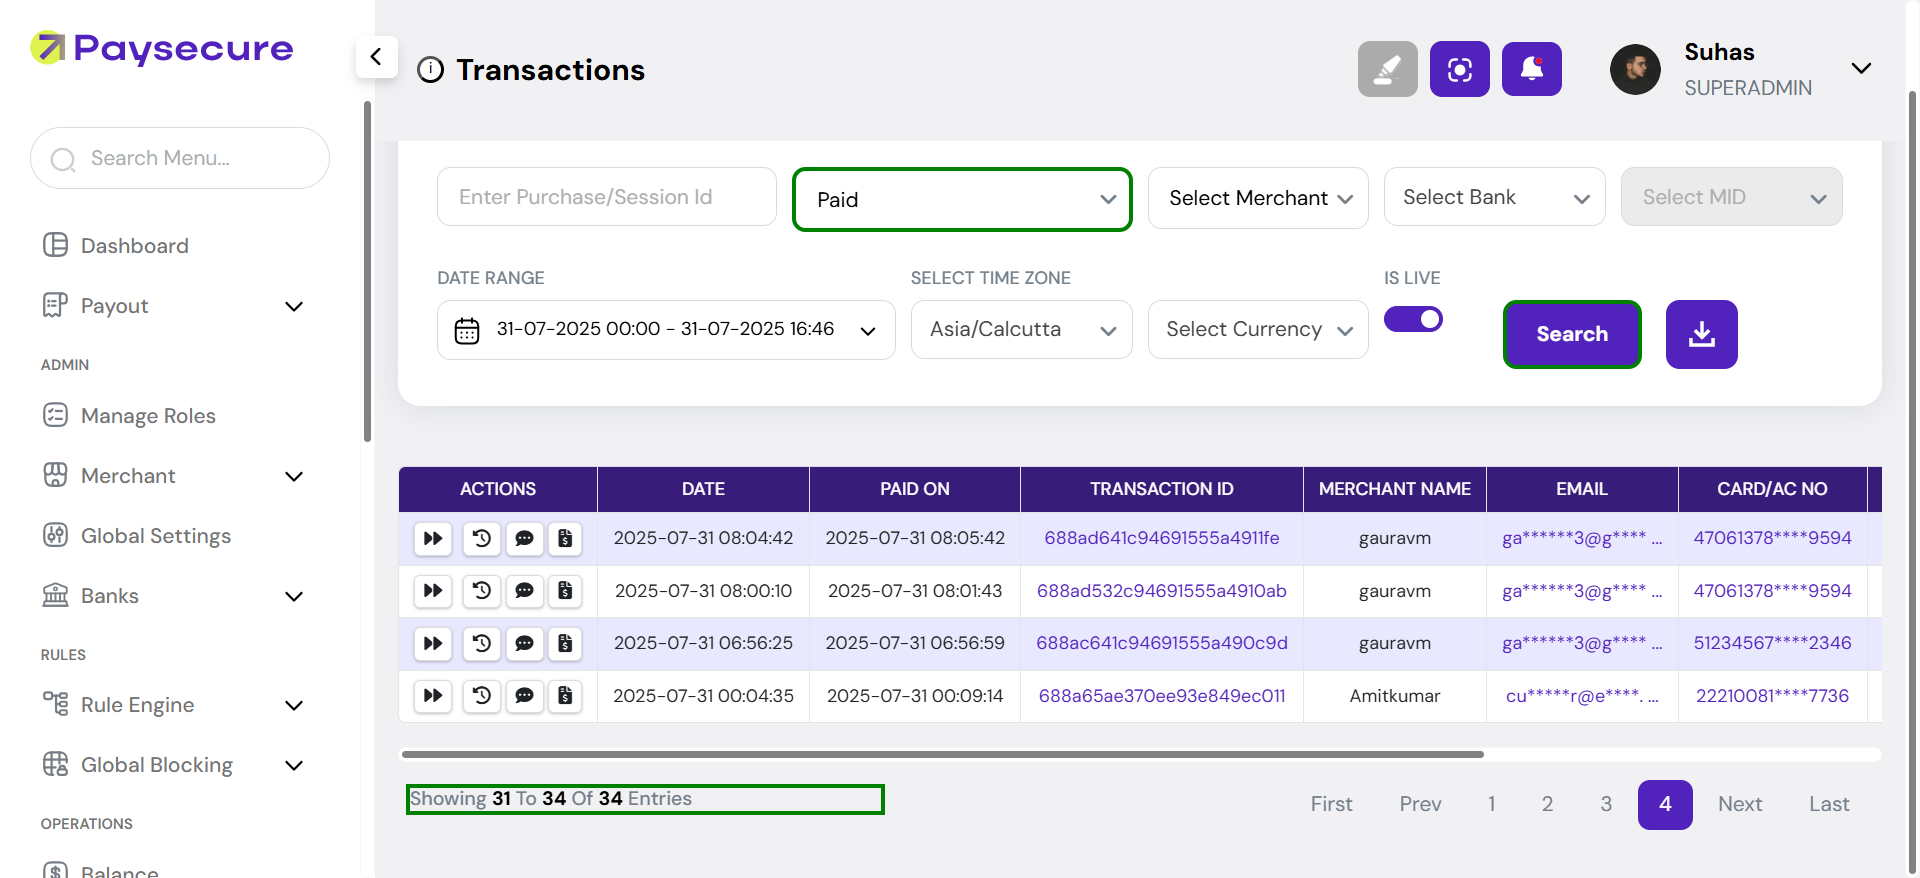 Paysecure
Search Menu...
Dashboard
Payout
ADMIN
Manage Roles
Merchant
Global Settings
Banks
RULES
Rule Engine
Global Blocking
OPERATIONS
Balance
Transactions
Suhas
SUPERADMIN
Enter Purchase/Session Id
Paid
Select Merchant
Select Bank
Select MID
DATE RANGE
SELECT TIME ZONE
IS LIVE
31-07-2025 00:00 - 31-07-2025 16:46
Asia/Calcutta
Select Currency
Search
ACTIONS DATE PAID ON TRANSACTION ID MERCHANT NAME EMAIL CARD/AC NO
2025-07-31 08:04:42 2025-07-31 08:05:42 688ad641c94691555a4911fe gauravm ga******3@g**** ... 47061378****9594
2025-07-31 08:00:10 2025-07-31 08:01:43 688ad532c94691555a4910ab gauravm ga******3@g**** ... 47061378****9594
2025-07-31 06:56:25 2025-07-31 06:56:59 688ac641c94691555a490c9d gauravm ga******3@g**** ... 51234567****2346
2025-07-31 00:04:35 2025-07-31 00:09:14 688a65ae370ee93e849ec011 Amitkumar cu*****r@e****. ... 22210081****7736
Showing 31 To 34 Of 34 Entries
First Prev 1 2 3 4 Next Last